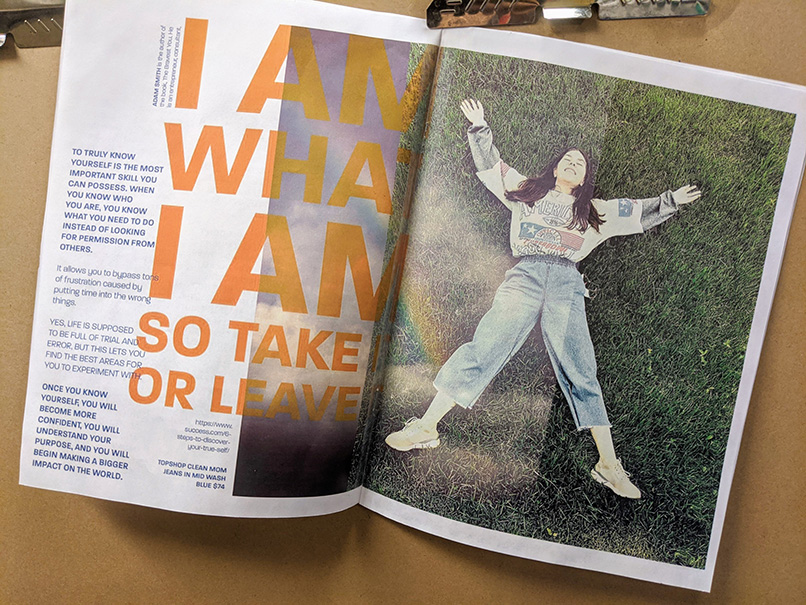 ADAM SMITH is the author of
the book, The Bravest You. He
is an entrepreneur, consultant,
I AM
WHA
I AM
SO TAKE
OR LEAVE
TO TRULY KNOW
YOURSELF IS THE MOST
IMPORTANT SKILL YOU
CAN POSSESS. WHEN
YOU KNOW WHO
YOU ARE, YOU KNOW
WHAT YOU NEED TO DO
INSTEAD OF LOOKING
FOR PERMISSION FROM
OTHERS.
It allows you to bypass tons
of frustration caused by
putting time into the wrong
things.
YES, LIFE IS SUPPOSED
TO BE FULL OF TRIAL AND
ERROR, BUT THIS LETS YOU
FIND THE BEST AREAS FOR
YOU TO EXPERIMENT WITH.
ONCE YOU KNOW
YOURSELF, YOU WILL
BECOME MORE
CONFIDENT, YOU WILL
UNDERSTAND YOUR
PURPOSE, AND YOU WILL
BEGIN MAKING A BIGGER
IMPACT ON THE WORLD.
https://www.
success.com/6-
steps-to-discover-
your-true-self/
TOPSHOP CLEAN MOM
JEANS IN MID WASH
BLUE $74
AMERICA